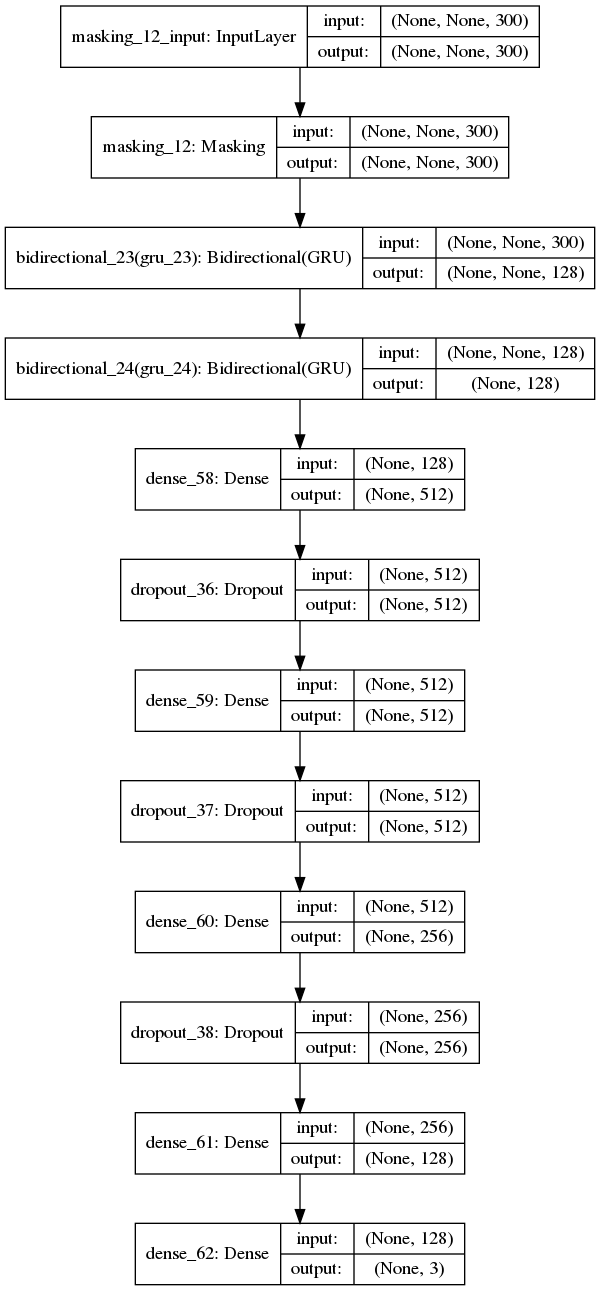 masking_12_input: InputLayer
input: (None, None, 300)
output: (None, None, 300)
masking_12: Masking
input: (None, None, 300)
output: (None, None, 300)
bidirectional_23(gru_23): Bidirectional(GRU)
input: (None, None, 300)
output: (None, None, 128)
bidirectional_24(gru_24): Bidirectional(GRU)
input: (None, None, 128)
output: (None, 128)
dense_58: Dense
input: (None, 128)
output: (None, 512)
dropout_36: Dropout
input: (None, 512)
output: (None, 512)
dense_59: Dense
input: (None, 512)
output: (None, 512)
dropout_37: Dropout
input: (None, 512)
output: (None, 512)
dense_60: Dense
input: (None, 512)
output: (None, 256)
dropout_38: Dropout
input: (None, 256)
output: (None, 256)
dense_61: Dense
input: (None, 256)
output: (None, 128)
dense_62: Dense
input: (None, 128)
output: (None, 3)